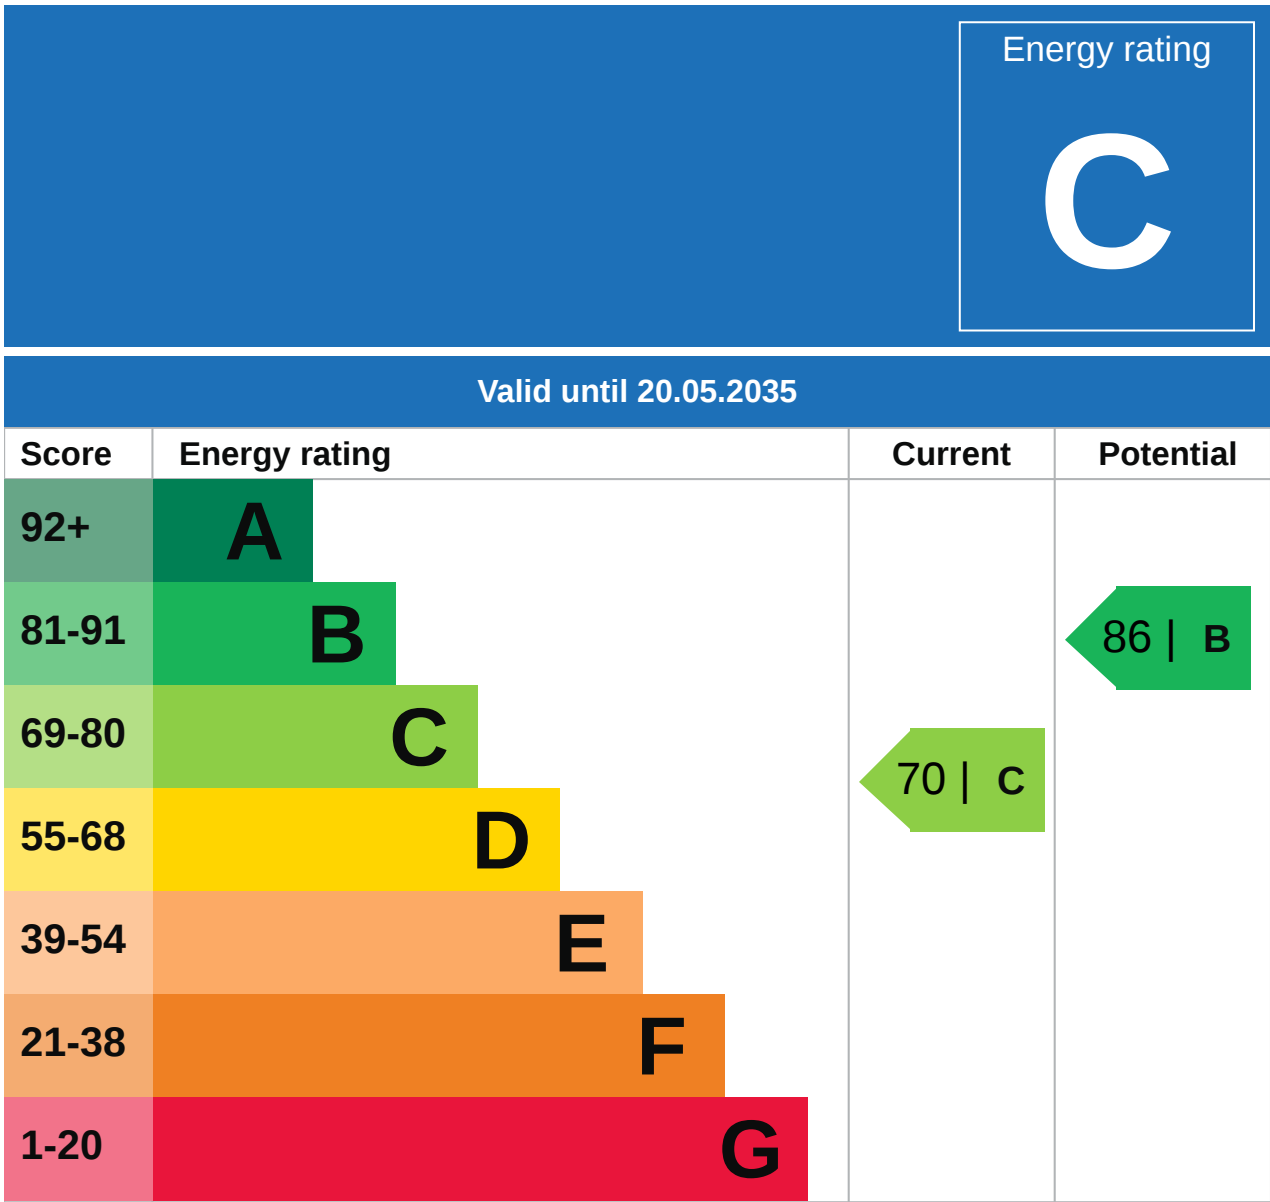 Energy rating
C
Valid until 20.05.2035
Score Energy rating Current Potential
92+ A
81-91 B 86 | B
69-80 C 70 | C
55-68 D
39-54 E
21-38 F
1-20 G